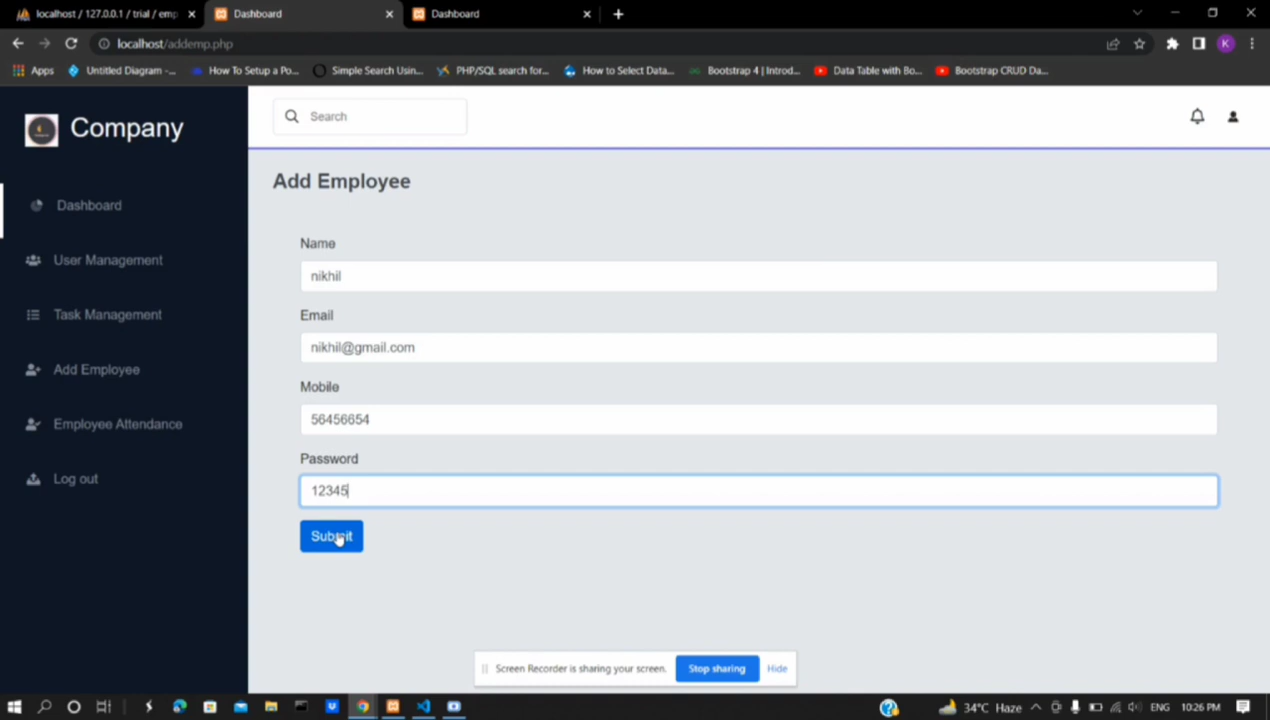 localhost / 127.0.0.1 / trial / emp
Dashboard
Dashboard
localhost/addemp.php
Apps
Untitled Diagram -...
How To Setup a Po...
Simple Search Usin...
PHP/SQL search for...
How to Select Data...
Bootstrap 4 | Introd...
Data Table with Bo...
Bootstrap CRUD Da...
K
Company
Search
Dashboard
User Management
Task Management
Add Employee
Employee Attendance
Log out
Add Employee
Name
nikhil
Email
nikhil@gmail.com
Mobile
56456654
Password
12345
Submit
Screen Recorder is sharing your screen.
Stop sharing
Hide
34°C Haze
ENG
10:26 PM